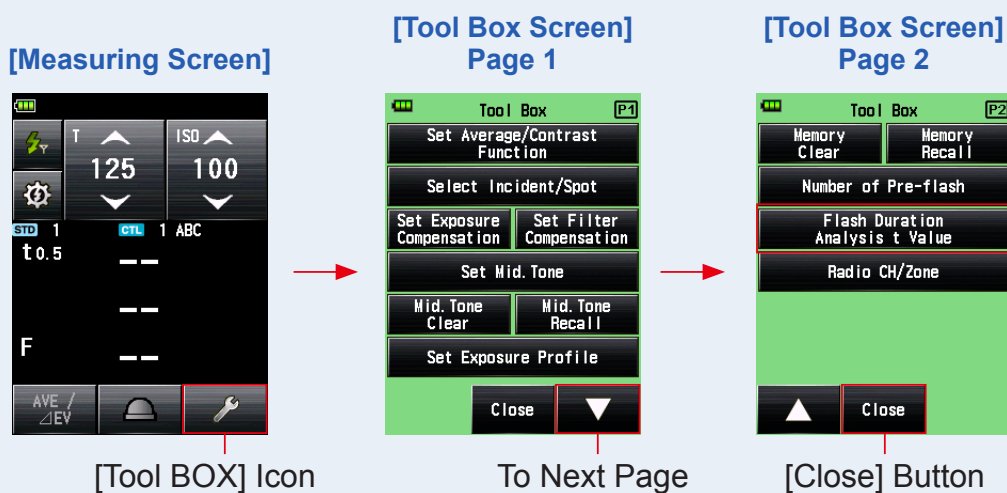 [Measuring Screen]
T
ISO
125
100
STD 1
CTL 1 ABC
t0.5
--
--
F
--
AVE /
⊿EV
[Tool BOX] Icon
[Tool Box Screen]
Page 1
Tool Box
P1
Set Average/Contrast
Function
Select Incident/Spot
Set Exposure
Compensation
Set Filter
Compensation
Set Mid.Tone
Mid.Tone
Clear
Mid.Tone
Recall
Set Exposure Profile
Close
To Next Page
[Tool Box Screen]
Page 2
Tool Box
P2
Memory
Clear
Memory
Recall
Number of Pre-flash
Flash Duration
Analysis t Value
Radio CH/Zone
Close
[Close] Button